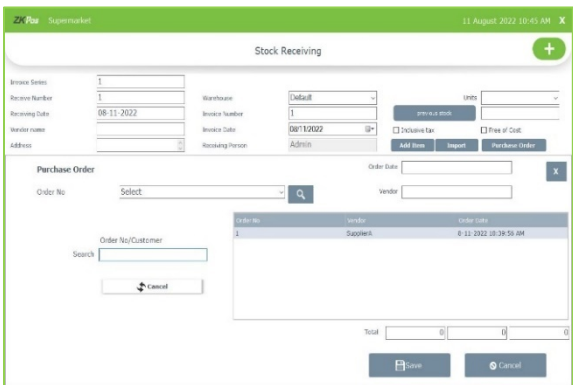 ZKPos Supermarket 11 August 2022 10:45 AM X
Stock Receiving +
Invoice Series 1
Receive Number 1 Warehouse Default Units
Receiving Date 08-11-2022 Invoice Number 1 previous stock
Vendor name Invoice Date 08/11/2022 Inclusive tax Free of Cost
Address Receiving Person Admin Add Item Import Purchase Order
Purchase Order Order Date X
Order No Select Vendor
Order No Vendor Order Date
1 SupplierA 8-11-2022 10:39:56 AM
Order No/Customer
Search
Cancel
Total 0 0 0
Save Cancel